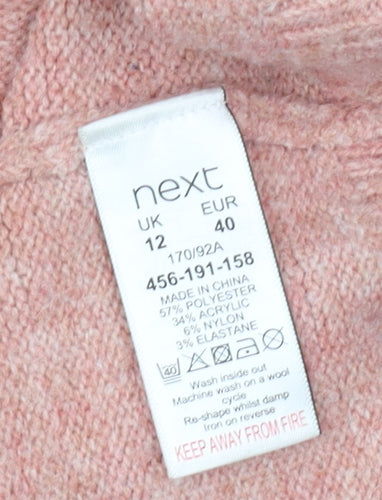 next
UK EUR
12 40
170/92A
456-191-158
MADE IN CHINA
57% POLYESTER
34% ACRYLIC
6% NYLON
3% ELASTANE
40
Wash inside out
Machine wash on a wool
cycle
Re-shape whilst damp
Iron on reverse
KEEP AWAY FROM FIRE